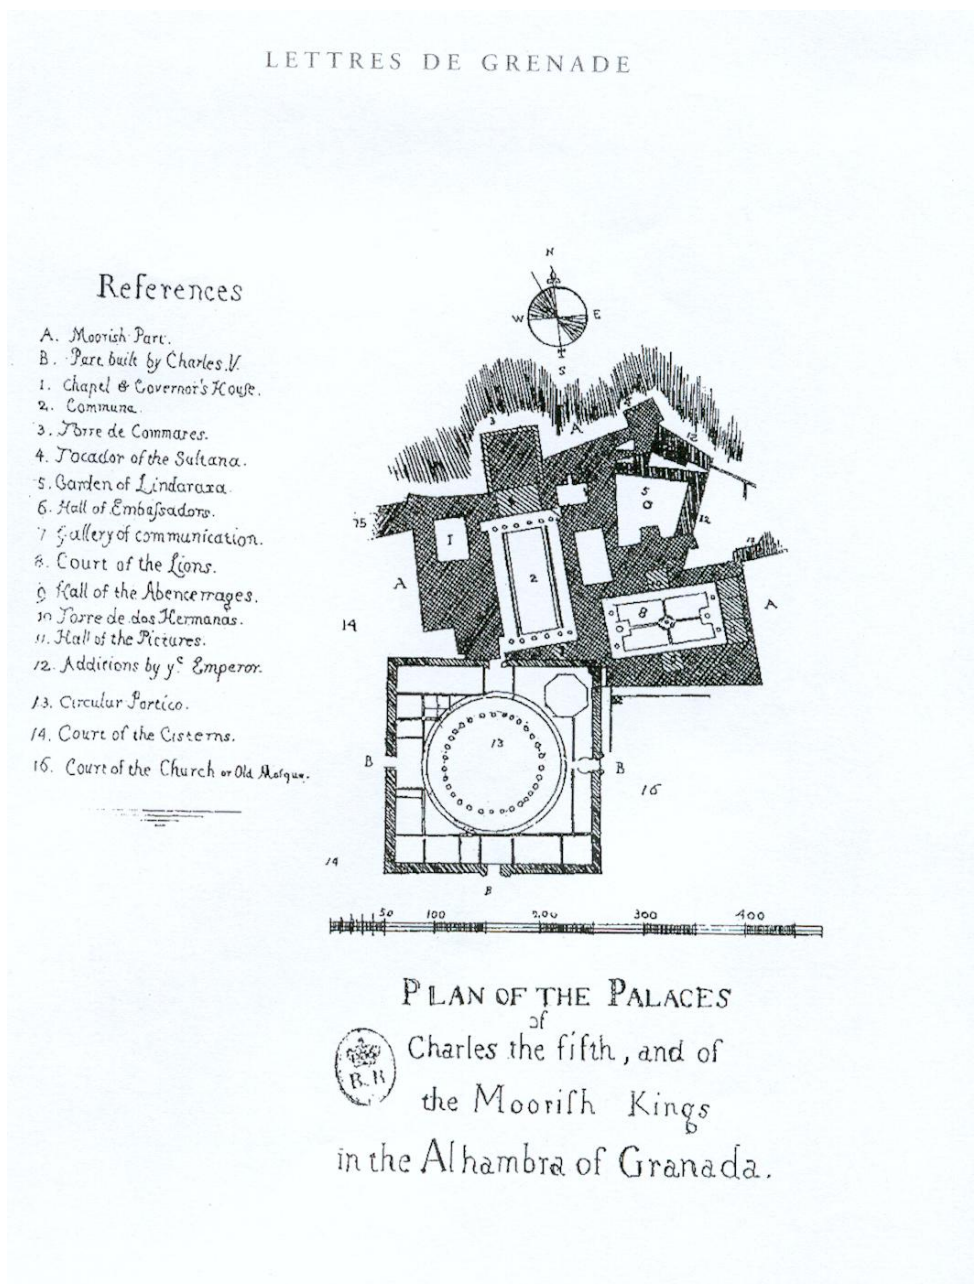 LETTRES DE GRENADE
N
W E
S
References
A. Moorish Part.
B. Part built by Charles.V.
1. Chapel & Governor's Houſe.
2. Commune.
3. Torre de Commares.
4. Tocador of the Sultana.
5. Garden of Lindaraxa.
6. Hall of Embaſsadors.
7 Gallery of communication.
8. Court of the Lions.
9 Hall of the Abencerrages.
10 Torre de dos Hermanas.
11. Hall of the Pictures.
12. Additions by yᵉ Emperor.
13. Circular Portico.
14. Court of the Cisterns.
16. Court of the Church or Old Mosque.
3 A 4 12
5
75 1 12
A 2 8 A
14
13
B B
16
14
B
50 100 200 300 400
PLAN OF THE PALACES
of
Charles the fifth, and of
the Mooriſh Kings
in the Alhambra of Granada.
B.R